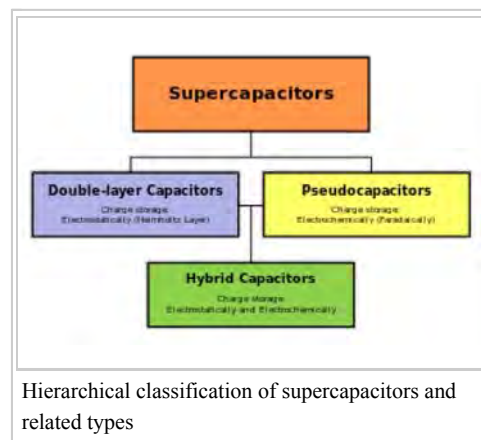 Supercapacitors
Double-layer Capacitors
Charge storage:
Electrostatically (Helmholtz Layer)
Pseudocapacitors
Charge storage:
Electrochemically (Faradaically)
Hybrid Capacitors
Charge storage:
Electrostatically and Electrochemically
Hierarchical classification of supercapacitors and
related types